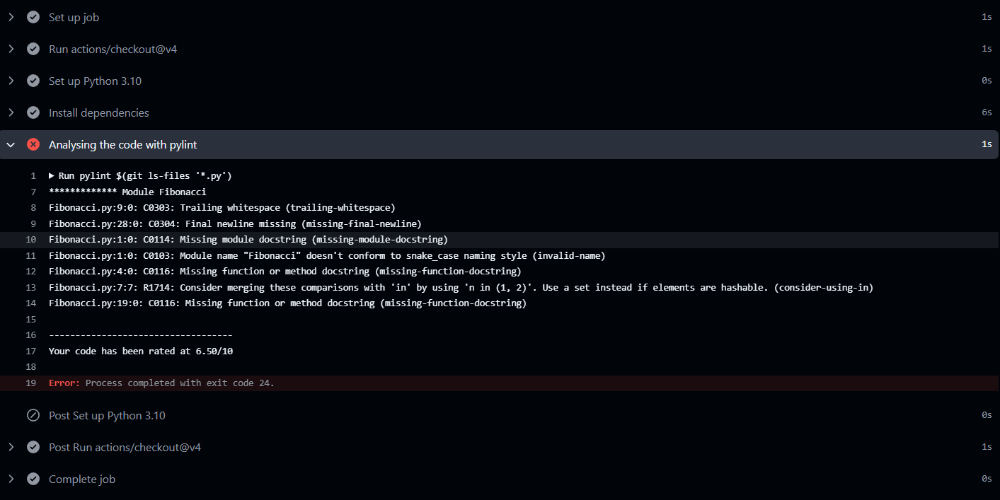 Set up job 1s
Run actions/checkout@v4 1s
Set up Python 3.10 0s
Install dependencies 6s
Analysing the code with pylint 1s
1 Run pylint $(git ls-files '*.py')
7 ************* Module Fibonacci
8 Fibonacci.py:9:0: C0303: Trailing whitespace (trailing-whitespace)
9 Fibonacci.py:28:0: C0304: Final newline missing (missing-final-newline)
10 Fibonacci.py:1:0: C0114: Missing module docstring (missing-module-docstring)
11 Fibonacci.py:1:0: C0103: Module name "Fibonacci" doesn't conform to snake_case naming style (invalid-name)
12 Fibonacci.py:4:0: C0116: Missing function or method docstring (missing-function-docstring)
13 Fibonacci.py:7:7: R1714: Consider merging these comparisons with 'in' by using 'n in (1, 2)'. Use a set instead if elements are hashable. (consider-using-in)
14 Fibonacci.py:19:0: C0116: Missing function or method docstring (missing-function-docstring)
15
16 -----------------------------------
17 Your code has been rated at 6.50/10
18
19 Error: Process completed with exit code 24.
Post Set up Python 3.10 0s
Post Run actions/checkout@v4 1s
Complete job 0s